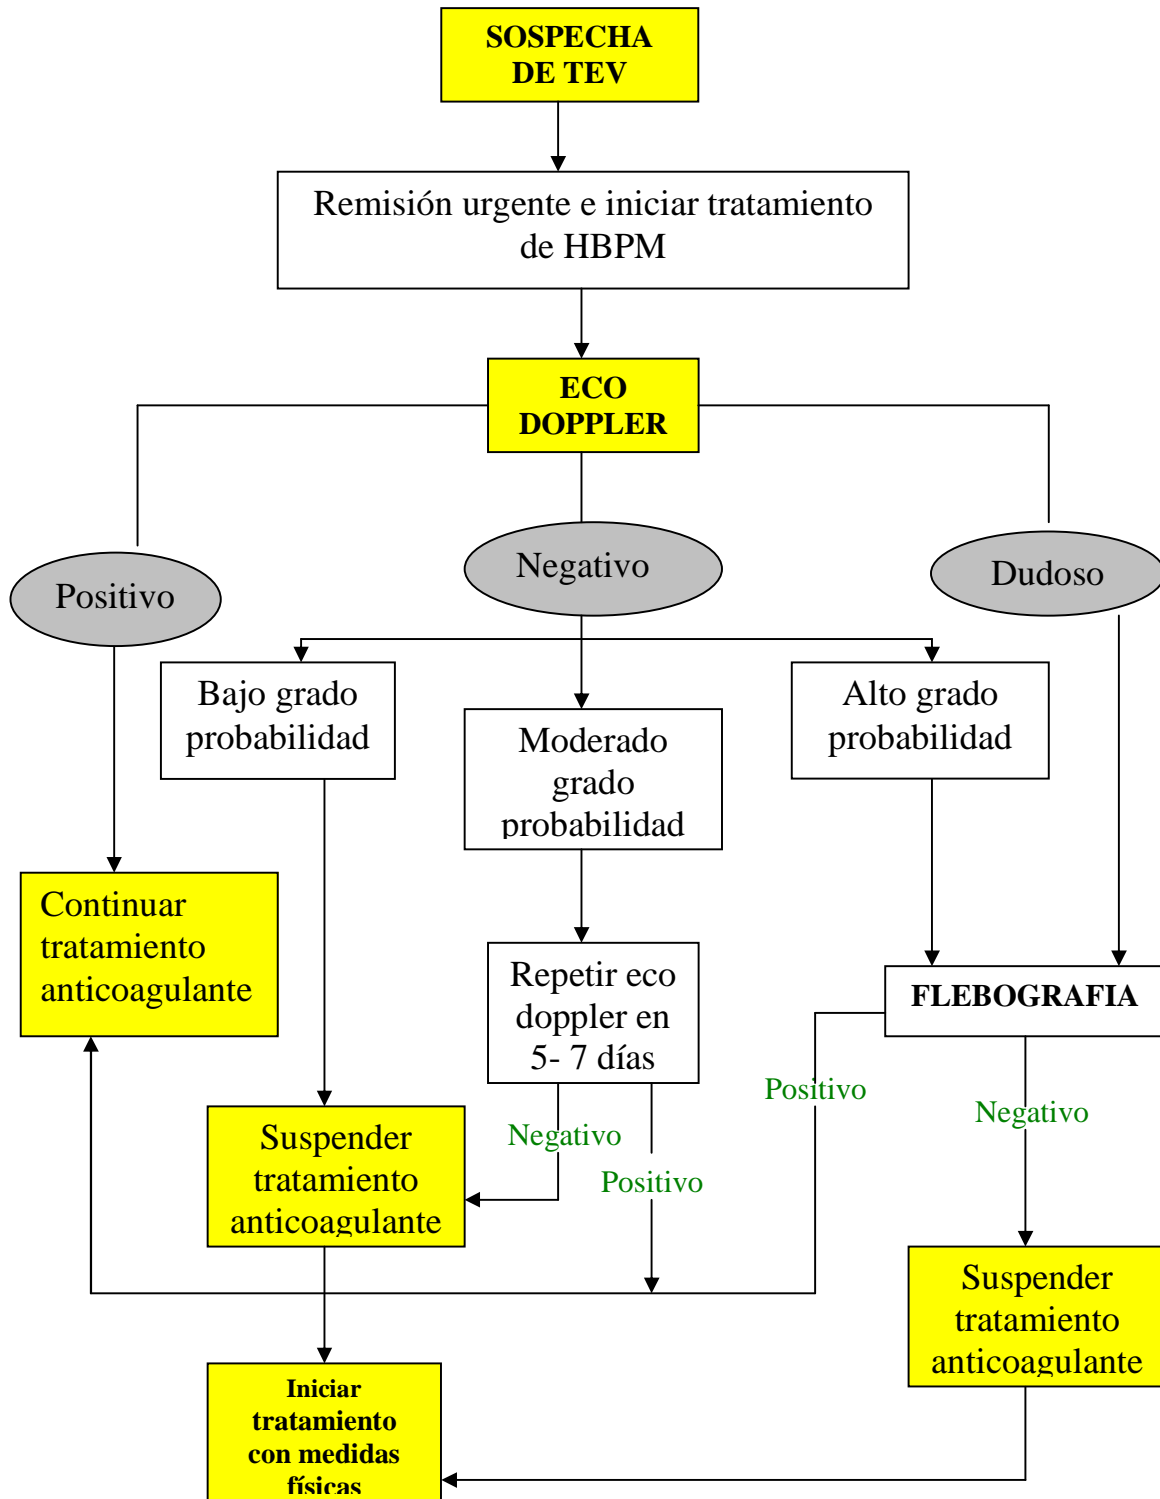 SOSPECHA
DE TEV
Remisión urgente e iniciar tratamiento
de HBPM
ECO
DOPPLER
Positivo
Negativo
Dudoso
Bajo grado
probabilidad
Moderado
grado
probabilidad
Alto grado
probabilidad
Continuar
tratamiento
anticoagulante
Repetir eco
doppler en
5- 7 días
FLEBOGRAFIA
Negativo
Positivo
Positivo
Negativo
Suspender
tratamiento
anticoagulante
Suspender
tratamiento
anticoagulante
Iniciar
tratamiento
con medidas
físicas